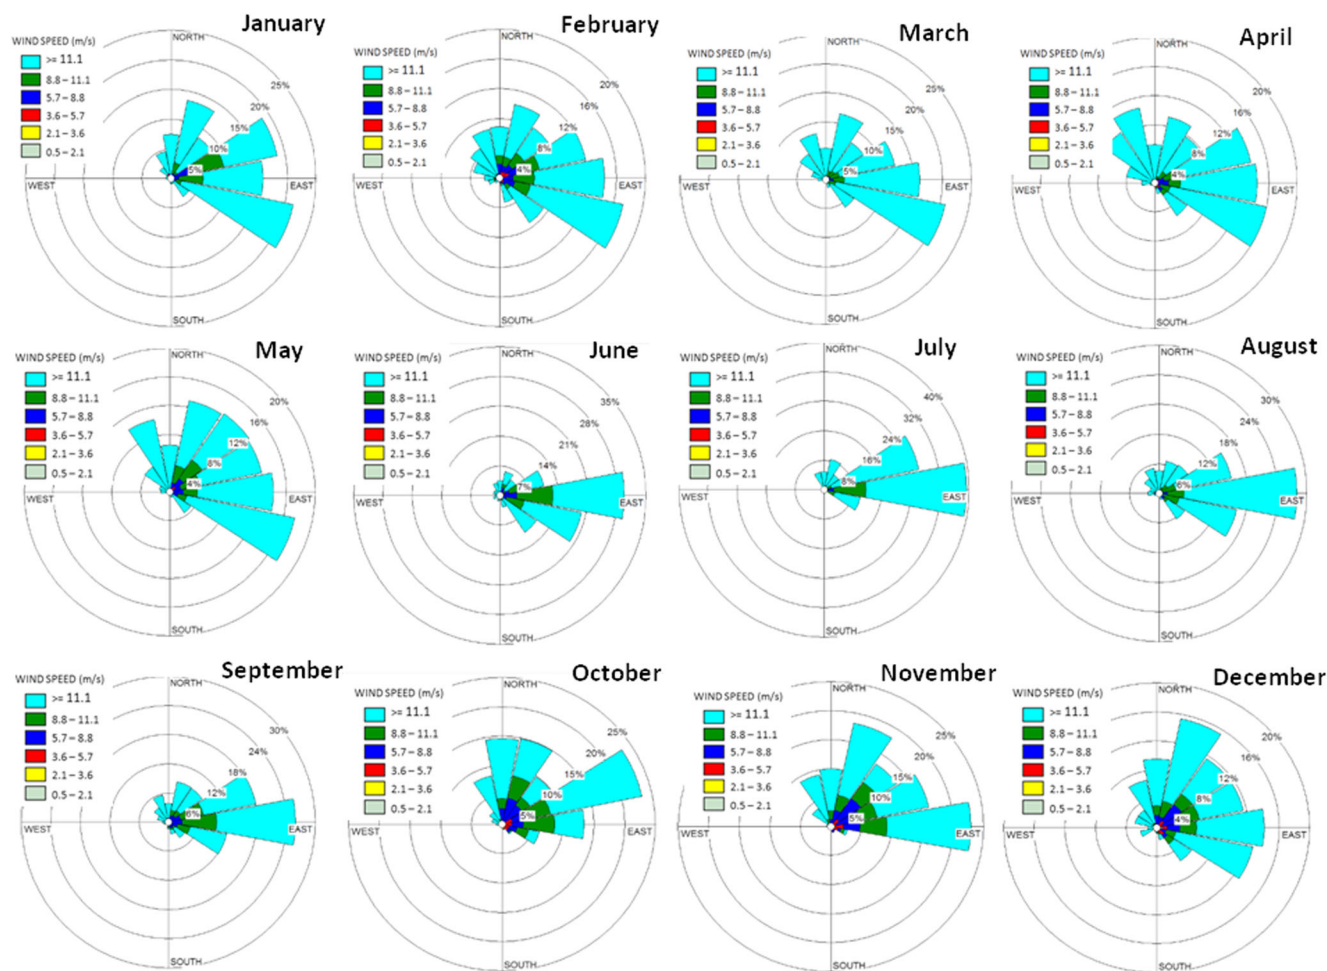 January
WIND SPEED (m/s)
>= 11.1
8.8 – 11.1
5.7 – 8.8
3.6 – 5.7
2.1 – 3.6
0.5 – 2.1
NORTH
25%
20%
15%
10%
5%
WEST
EAST
SOUTH
February
WIND SPEED (m/s)
>= 11.1
8.8 – 11.1
5.7 – 8.8
3.6 – 5.7
2.1 – 3.6
0.5 – 2.1
NORTH
20%
16%
12%
8%
4%
WEST
EAST
SOUTH
March
WIND SPEED (m/s)
>= 11.1
8.8 – 11.1
5.7 – 8.8
3.6 – 5.7
2.1 – 3.6
0.5 – 2.1
NORTH
25%
20%
15%
10%
5%
WEST
EAST
SOUTH
April
WIND SPEED (m/s)
>= 11.1
8.8 – 11.1
5.7 – 8.8
3.6 – 5.7
2.1 – 3.6
0.5 – 2.1
NORTH
20%
16%
12%
8%
4%
WEST
EAST
SOUTH
May
WIND SPEED (m/s)
>= 11.1
8.8 – 11.1
5.7 – 8.8
3.6 – 5.7
2.1 – 3.6
0.5 – 2.1
NORTH
20%
16%
12%
8%
4%
WEST
EAST
SOUTH
June
WIND SPEED (m/s)
>= 11.1
8.8 – 11.1
5.7 – 8.8
3.6 – 5.7
2.1 – 3.6
0.5 – 2.1
NORTH
35%
28%
21%
14%
7%
WEST
EAST
SOUTH
July
WIND SPEED (m/s)
>= 11.1
8.8 – 11.1
5.7 – 8.8
3.6 – 5.7
2.1 – 3.6
0.5 – 2.1
NORTH
40%
32%
24%
16%
8%
WEST
EAST
SOUTH
August
WIND SPEED (m/s)
>= 11.1
8.8 – 11.1
5.7 – 8.8
3.6 – 5.7
2.1 – 3.6
0.5 – 2.1
NORTH
30%
24%
18%
12%
6%
WEST
EAST
SOUTH
September
WIND SPEED (m/s)
>= 11.1
8.8 – 11.1
5.7 – 8.8
3.6 – 5.7
2.1 – 3.6
0.5 – 2.1
NORTH
30%
24%
18%
12%
6%
WEST
EAST
SOUTH
October
WIND SPEED (m/s)
>= 11.1
8.8 – 11.1
5.7 – 8.8
3.6 – 5.7
2.1 – 3.6
0.5 – 2.1
NORTH
25%
20%
15%
10%
5%
WEST
EAST
SOUTH
November
WIND SPEED (m/s)
>= 11.1
8.8 – 11.1
5.7 – 8.8
3.6 – 5.7
2.1 – 3.6
0.5 – 2.1
NORTH
25%
20%
15%
10%
5%
WEST
EAST
SOUTH
December
WIND SPEED (m/s)
>= 11.1
8.8 – 11.1
5.7 – 8.8
3.6 – 5.7
2.1 – 3.6
0.5 – 2.1
NORTH
20%
16%
12%
8%
4%
WEST
EAST
SOUTH